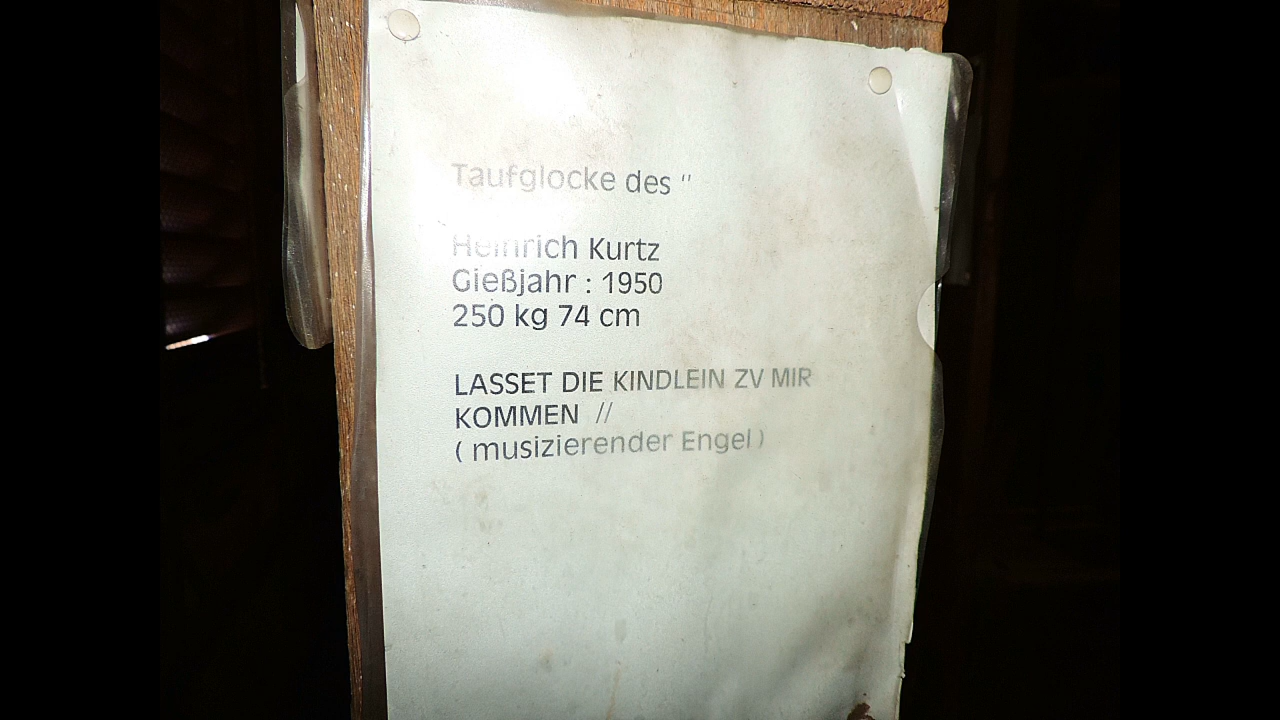 Taufglocke des "
Heinrich Kurtz
Gießjahr : 1950
250 kg 74 cm
LASSET DIE KINDLEIN ZV MIR
KOMMEN //
( musizierender Engel )